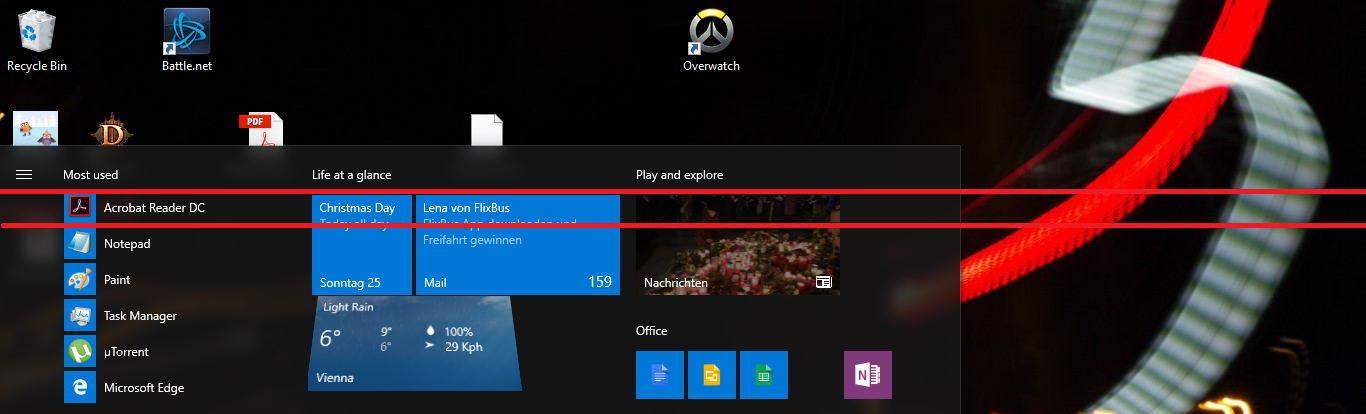 Recycle Bin
Battle.net
Overwatch
PDF
Most used
Acrobat Reader DC
Notepad
Paint
Task Manager
µTorrent
Microsoft Edge
Life at a glance
Christmas Day
Today all day
Sonntag 25
Lena von FlixBus
FlixBus App downloaden und
Freifahrt gewinnen
Mail
159
Light Rain
6°
9°
6°
100%
29 Kph
Vienna
Play and explore
Nachrichten
Office
N